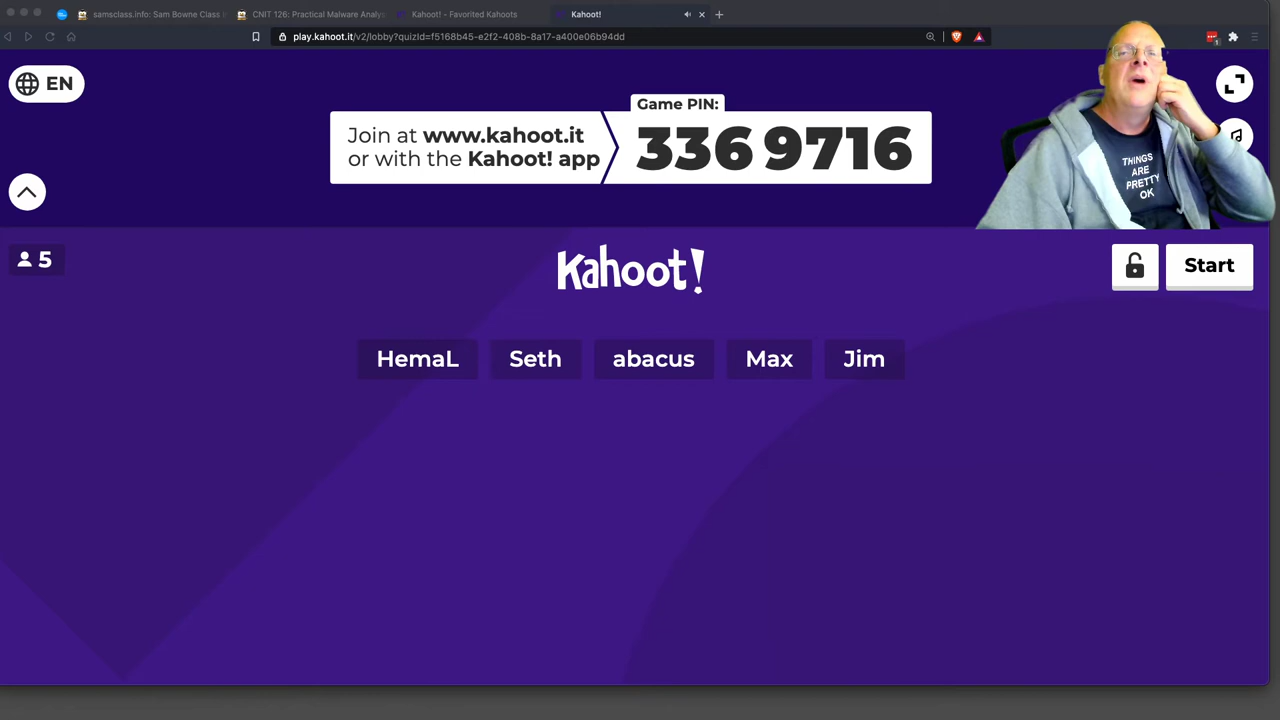 samsclass.info: Sam Bowne Class I
CNIT 126: Practical Malware Analys
Kahoot! - Favorited Kahoots
Kahoot!
play.kahoot.it/v2/lobby?quizId=f5168b45-e2f2-408b-8a17-a400e06b94dd
EN
Game PIN:
Join at www.kahoot.it
or with the Kahoot! app
336 9716
THINGS
ARE
PRETTY
OK
5
Kahoot!
Start
HemaL
Seth
abacus
Max
Jim